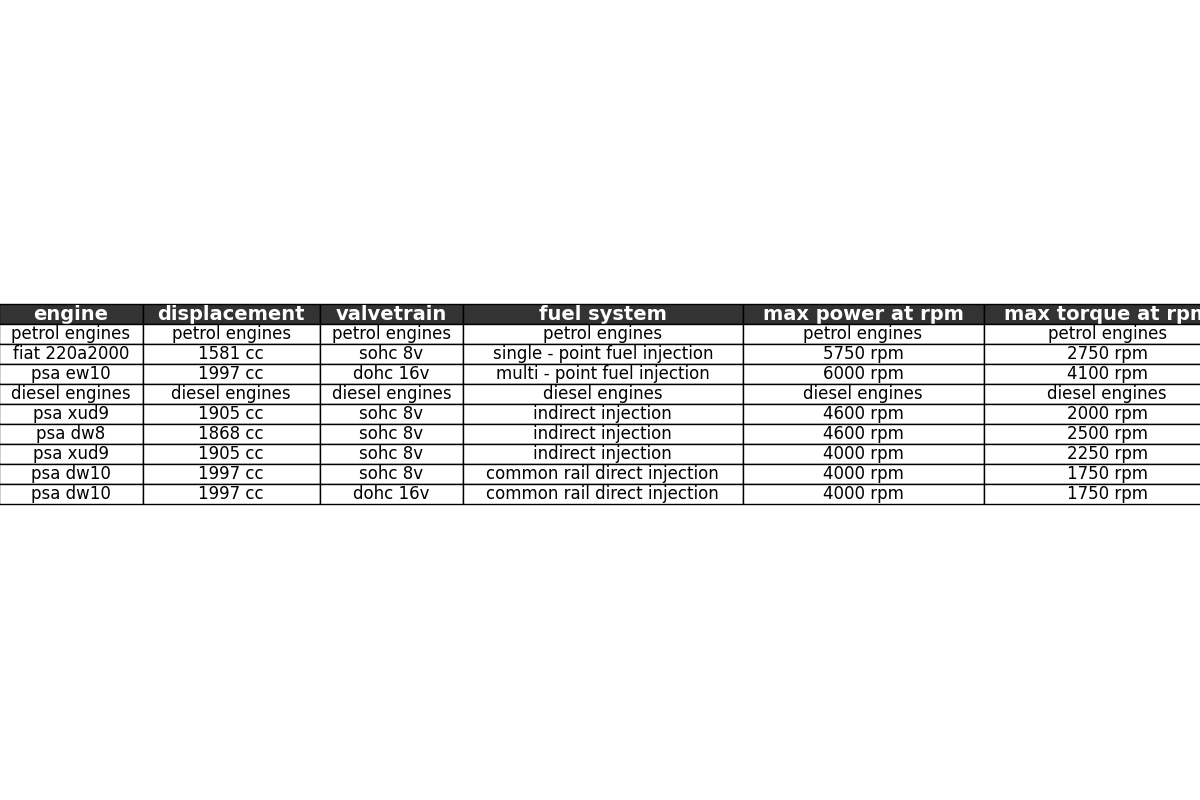 engine displacement valvetrain fuel system max power at rpm max torque at rpm
petrol engines petrol engines petrol engines petrol engines petrol engines petrol engines
fiat 220a2000 1581 cc sohc 8v single - point fuel injection 5750 rpm 2750 rpm
psa ew10 1997 cc dohc 16v multi - point fuel injection 6000 rpm 4100 rpm
diesel engines diesel engines diesel engines diesel engines diesel engines diesel engines
psa xud9 1905 cc sohc 8v indirect injection 4600 rpm 2000 rpm
psa dw8 1868 cc sohc 8v indirect injection 4600 rpm 2500 rpm
psa xud9 1905 cc sohc 8v indirect injection 4000 rpm 2250 rpm
psa dw10 1997 cc sohc 8v common rail direct injection 4000 rpm 1750 rpm
psa dw10 1997 cc dohc 16v common rail direct injection 4000 rpm 1750 rpm